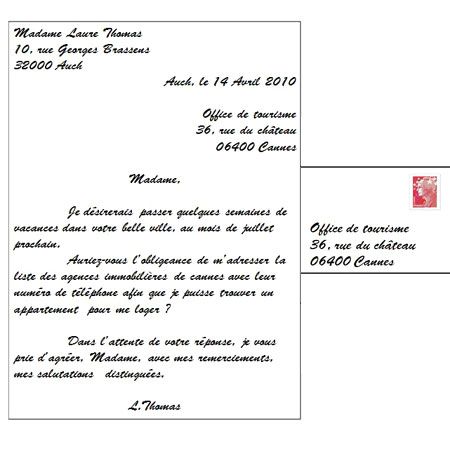 Madame Laure Thomas
10, rue Georges Brassens
32000 Auch
Auch, le 14 Avril 2010
Office de tourisme
36, rue du château
06400 Cannes
Madame,
Je désirerais passer quelques semaines de
vacances dans votre belle ville, au mois de juillet
prochain.
Auriez-vous l'obligeance de m'adresser la
liste des agences immobilières de cannes avec leur
numéro de téléphone afin que je puisse trouver un
appartement pour me loger ?
Dans l'attente de votre réponse, je vous
prie d'agréer, Madame, avec mes remerciements,
mes salutations distinguées.
L.Thomas
Office de tourisme
36, rue du château
06400 Cannes